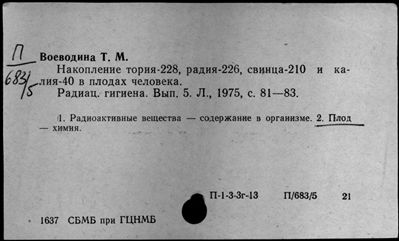 П
683/5
Воеводина Т. М.
Накопление тория-228, радия-226, свинца-210 и ка-
лия-40 в плодах человека.
Радиац. гигиена. Вып. 5. Л., 1975, с. 81—83.
1. Радиоактивные вещества — содержание в организме. 2. Плод
— химия.
П-1-3-3г-13 П/683/5 21
1637 СБМБ при ГЦНМБ